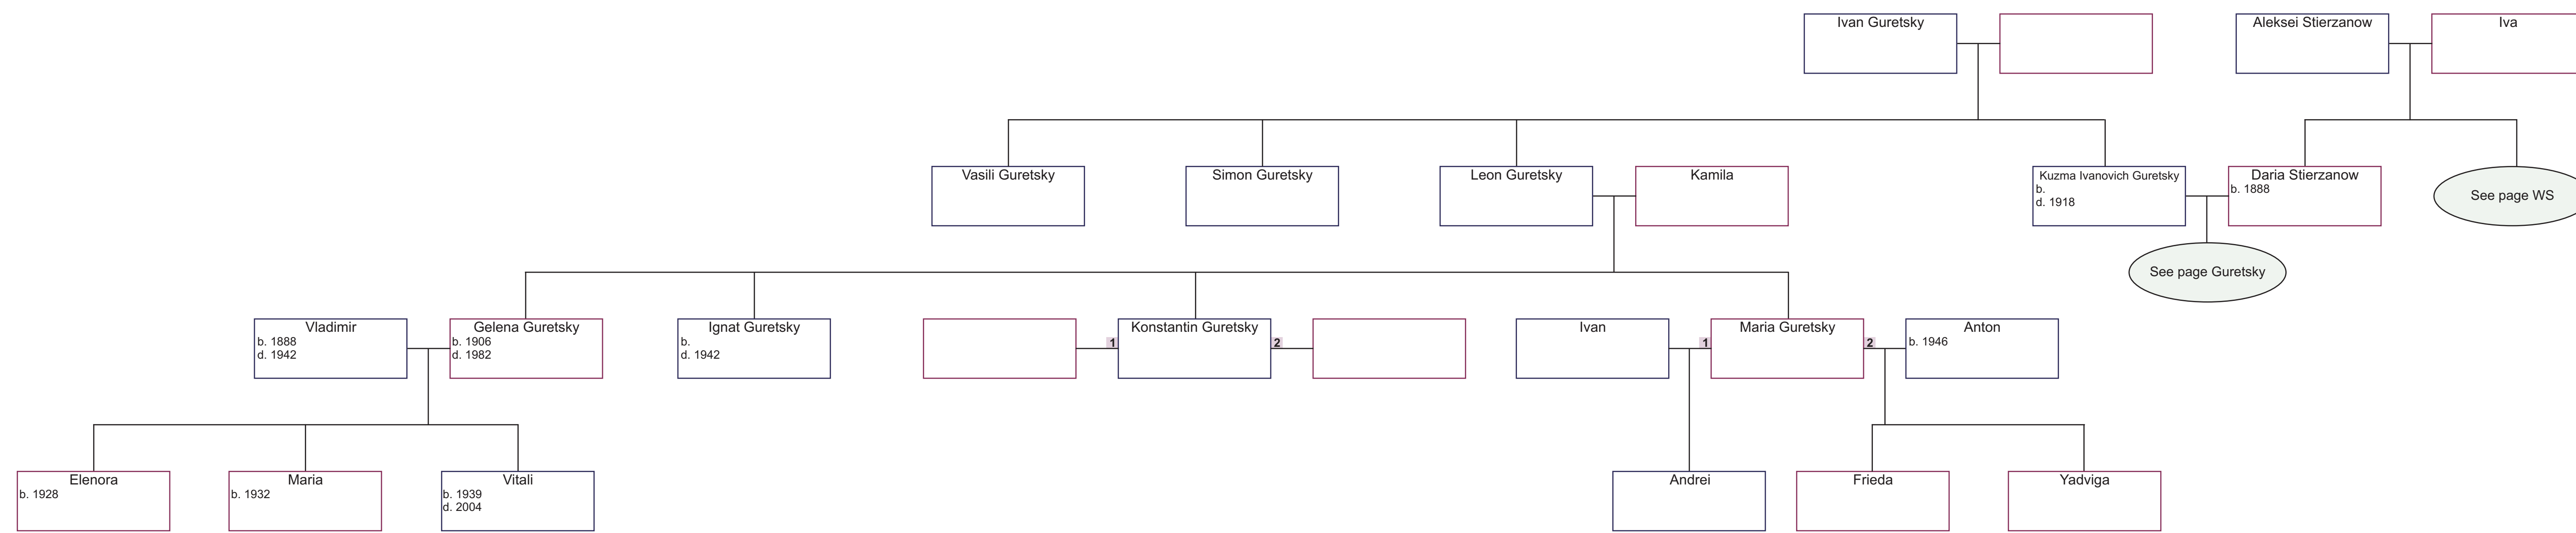 Ivan Guretsky
Aleksei Stierzanow
Iva
Vasili Guretsky
Simon Guretsky
Leon Guretsky
Kamila
Kuzma Ivanovich Guretsky
b.
d. 1918
Daria Stierzanow
b. 1888
See page WS
See page Guretsky
Vladimir
b. 1888
d. 1942
Gelena Guretsky
b. 1906
d. 1982
Ignat Guretsky
b.
d. 1942
1
Konstantin Guretsky
2
Ivan
1
Maria Guretsky
2
Anton
b. 1946
Elenora
b. 1928
Maria
b. 1932
Vitali
b. 1939
d. 2004
Andrei
Frieda
Yadviga